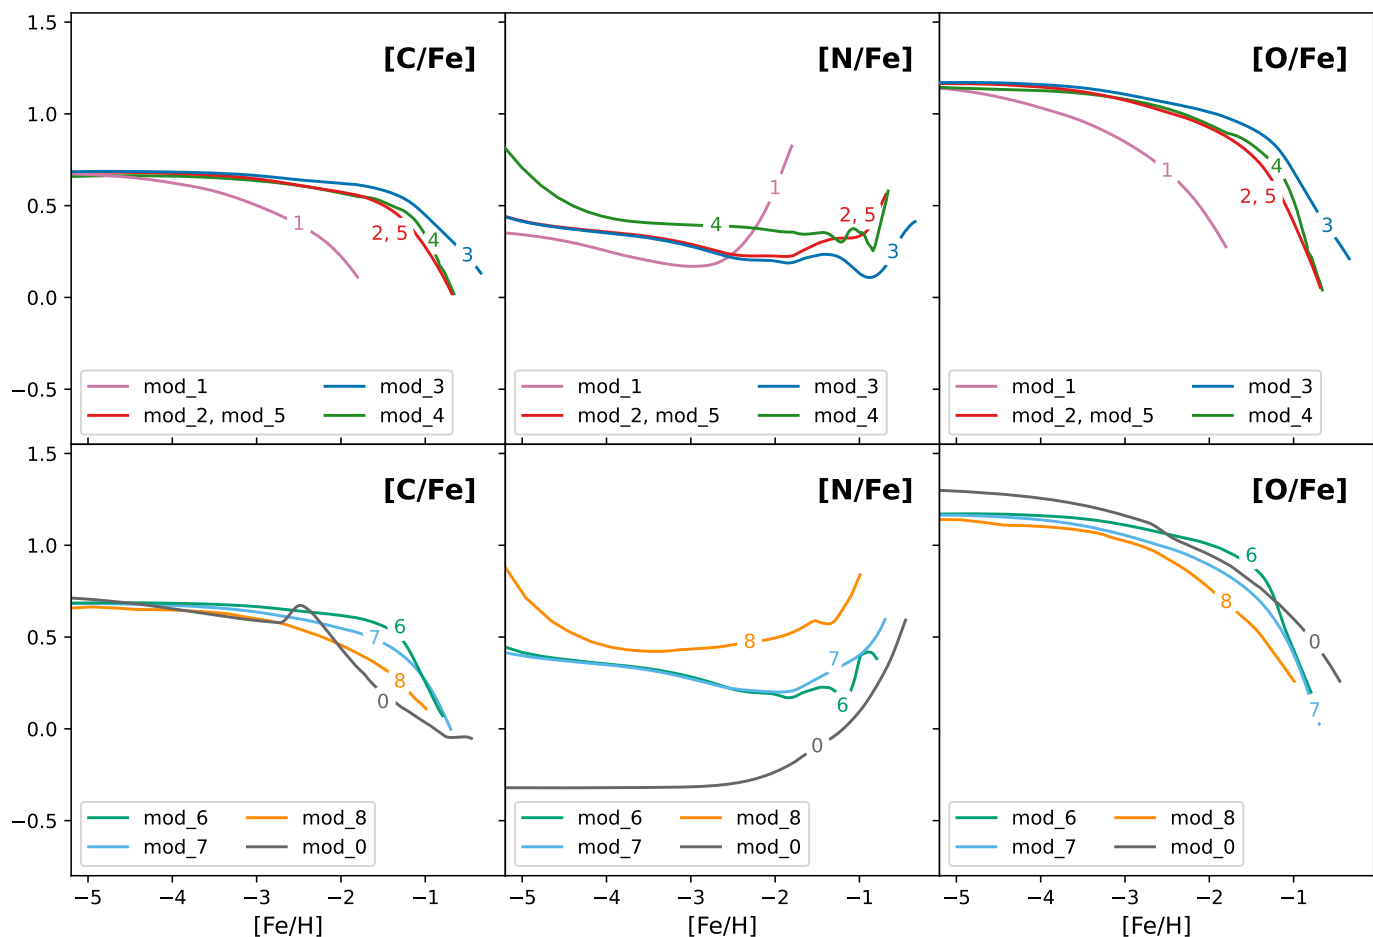 1.5
1.0
0.5
0.0
−0.5
[C/Fe]
1
2, 5
4
3
mod_1
mod_2, mod_5
mod_3
mod_4
[N/Fe]
1
4
2, 5
3
mod_1
mod_2, mod_5
mod_3
mod_4
[O/Fe]
1
4
2, 5
3
mod_1
mod_2, mod_5
mod_3
mod_4
1.5
1.0
0.5
0.0
−0.5
[C/Fe]
6
7
8
0
mod_6
mod_7
mod_8
mod_0
−5 −4 −3 −2 −1
[Fe/H]
[N/Fe]
8
7
6
0
mod_6
mod_7
mod_8
mod_0
−5 −4 −3 −2 −1
[Fe/H]
[O/Fe]
6
8
0
7
mod_6
mod_7
mod_8
mod_0
−5 −4 −3 −2 −1
[Fe/H]